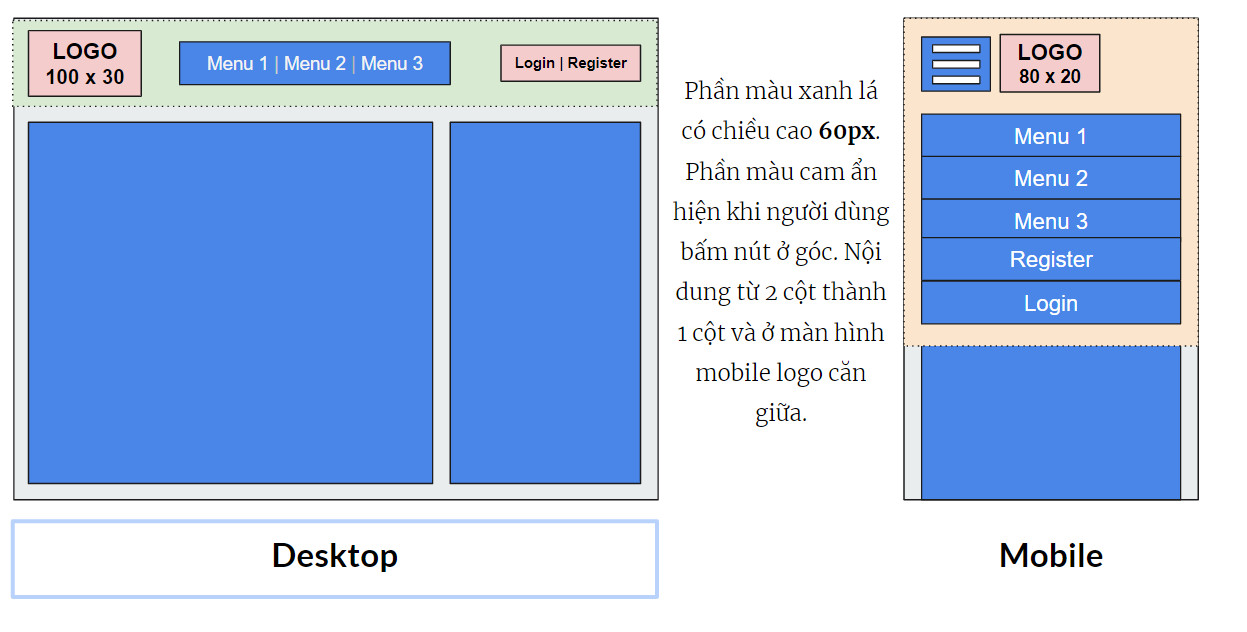 LOGO
100 x 30
Menu 1 | Menu 2 | Menu 3
Login | Register
Phần màu xanh lá
có chiều cao 60px.
Phần màu cam ẩn
hiện khi người dùng
bấm nút ở góc. Nội
dung từ 2 cột thành
1 cột và ở màn hình
mobile logo căn
giữa.
LOGO
80 x 20
Menu 1
Menu 2
Menu 3
Register
Login
Desktop
Mobile